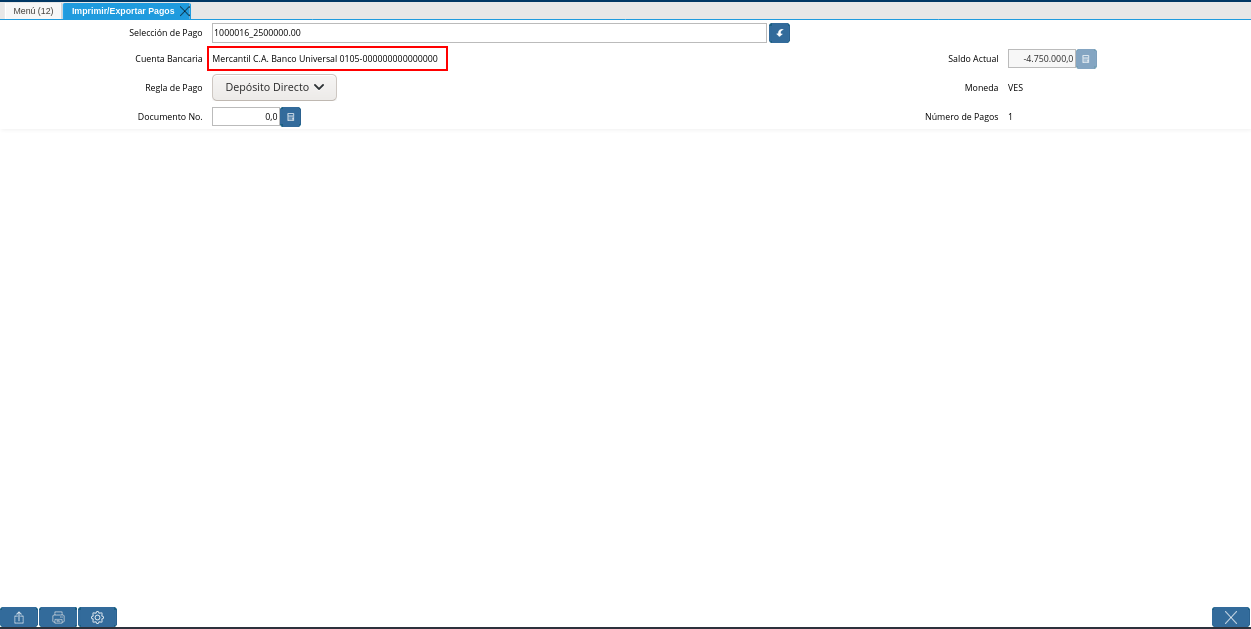 Menú (12) Imprimir/Exportar Pagos
Selección de Pago 1000016_2500000.00
Cuenta Bancaria Mercantil C.A. Banco Universal 0105-000000000000000 Saldo Actual -4.750.000,0
Regla de Pago Depósito Directo Moneda VES
Documento No. 0,0 Número de Pagos 1